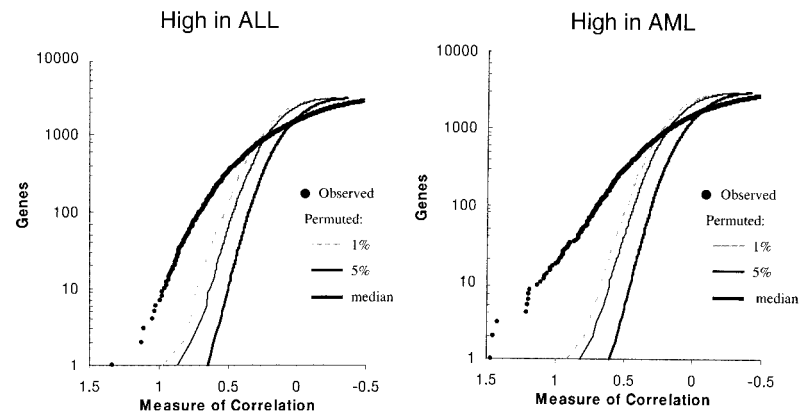 High in ALL
10000
1000
100
10
1
Genes
Observed
Permuted:
1%
5%
median
1.5 1 0.5 0 -0.5
Measure of Correlation
High in AML
10000
1000
100
10
1
Genes
Observed
Permuted:
1%
5%
median
1.5 1 0.5 0 -0.5
Measure of Correlation